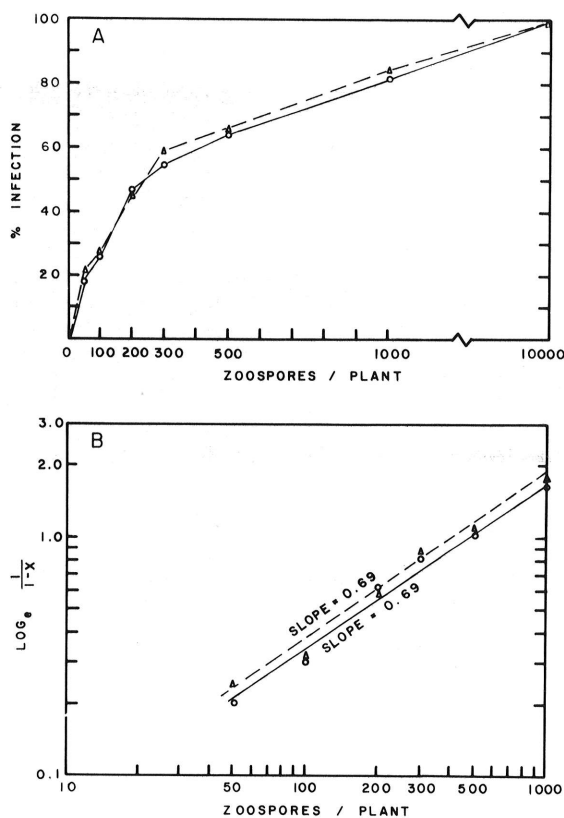 A
100
80
60
40
20
% INFECTION
0 100 200 300 500 1000 10000
ZOOSPORES / PLANT
B
3.0
2.0
1.0
0.1
LOGe 1/1-X
SLOPE = 0.69
SLOPE = 0.69
10 50 100 200 300 500 1000
ZOOSPORES / PLANT